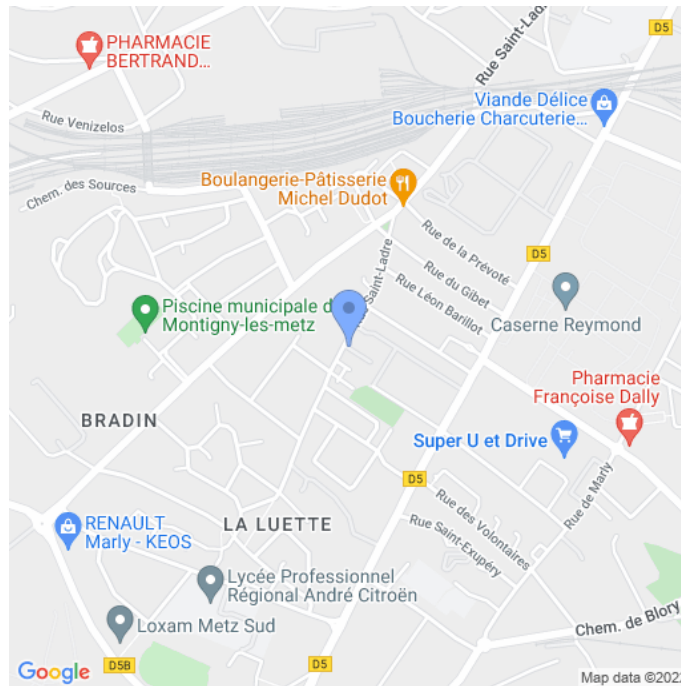 D5
PHARMACIE
BERTRAND...
Rue Saint-Ladre
Viande Délice
Boucherie Charcuterie...
Rue Venizelos
Chem. des Sources
Boulangerie-Pâtisserie
Michel Dudot
Rue de la Prévoté
D5
Rue du Gibet
Rue Léon Barillot
Saint-Ladre
Piscine municipale d
Montigny-les-metz
Caserne Reymond
Pharmacie
Françoise Dally
BRADIN
Super U et Drive
D5
Rue des Volontaires
Rue de Marly
Rue Saint-Exupéry
RENAULT
Marly - KEOS
LA LUETTE
Lycée Professionnel
Régional André Citroën
Loxam Metz Sud
Chem. de Blory
Google
D5B
D5
Map data ©202